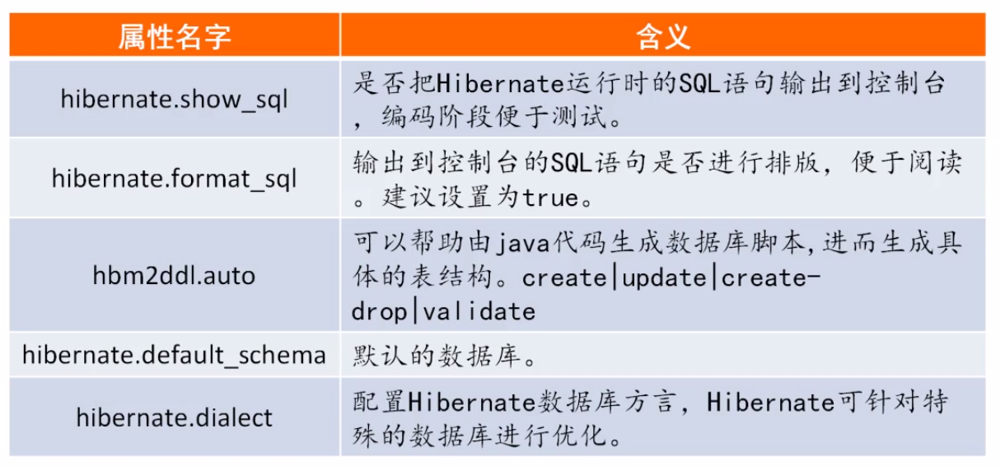 属性名字
含义
hibernate.show_sql
是否把Hibernate运行时的SQL语句输出到控制台
，编码阶段便于测试。
hibernate.format_sql
输出到控制台的SQL语句是否进行排版，便于阅读
。建议设置为true。
hbm2ddl.auto
可以帮助由java代码生成数据库脚本,进而生成具
体的表结构。create|update|create-
drop|validate
hibernate.default_schema
默认的数据库。
hibernate.dialect
配置Hibernate数据库方言，Hibernate可针对特
殊的数据库进行优化。